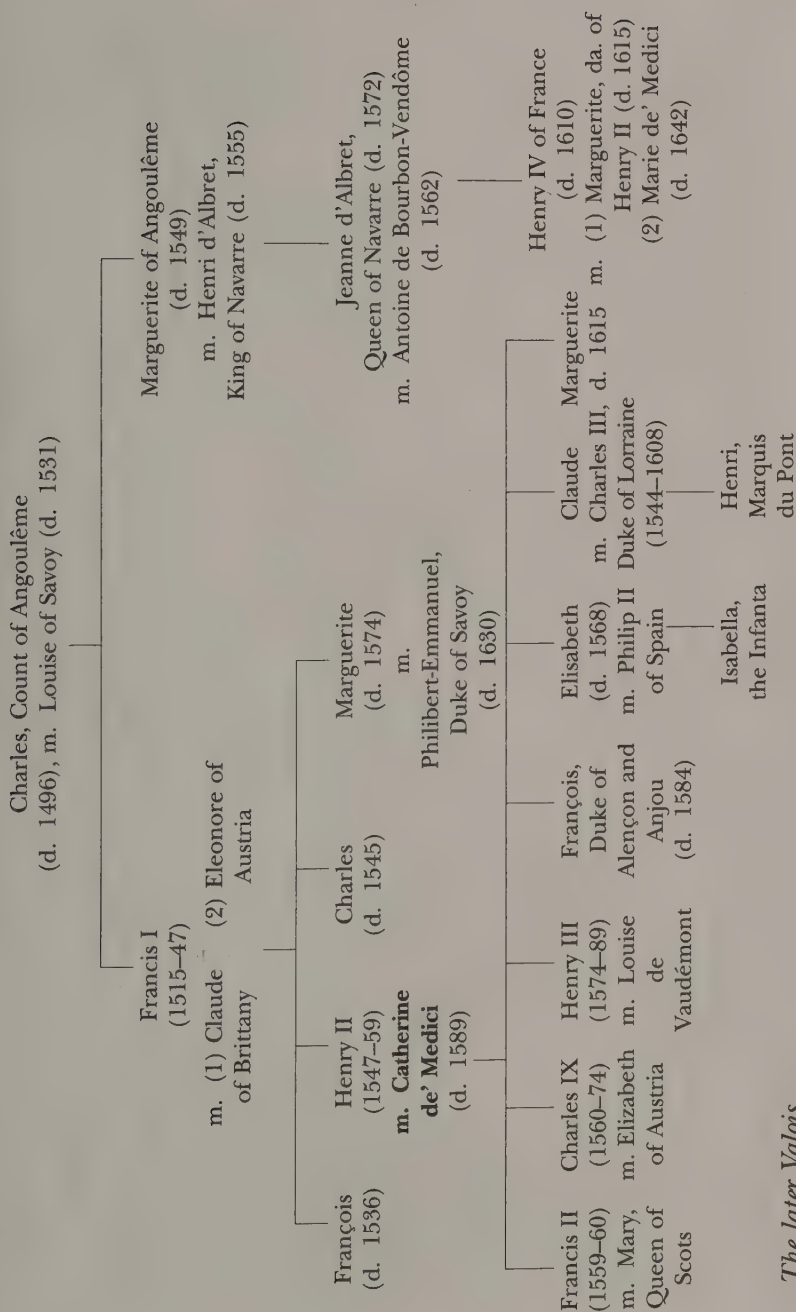 Charles, Count of Angoulême
(d. 1496), m. Louise of Savoy (d. 1531)
Francis I
(1515–47)
m. (1) Claude
of Brittany
(2) Eleonore of
Austria
Marguerite of Angoulême
(d. 1549)
m. Henri d'Albret,
King of Navarre (d. 1555)
François
(d. 1536)
Henry II
(1547–59)
m. Catherine
de' Medici
(d. 1589)
Charles
(d. 1545)
Marguerite
(d. 1574)
m.
Philibert-Emmanuel,
Duke of Savoy
(d. 1630)
Jeanne d'Albret,
Queen of Navarre (d. 1572)
m. Antoine de Bourbon-Vendôme
(d. 1562)
Francis II
(1559–60)
m. Mary,
Queen of
Scots
Charles IX
(1560–74)
m. Elizabeth
of Austria
Henry III
(1574–89)
m. Louise
de
Vaudémont
François,
Duke of
Alençon and
Anjou
(d. 1584)
Elisabeth
(d. 1568)
m. Philip II
of Spain
Claude
m. Charles III,
Duke of Lorraine
(1544–1608)
Marguerite
d. 1615
Henry IV of France
(d. 1610)
m. (1) Marguerite, da. of
Henry II (d. 1615)
(2) Marie de' Medici
(d. 1642)
Isabella,
the Infanta
Henri,
Marquis
du Pont
The later Valois